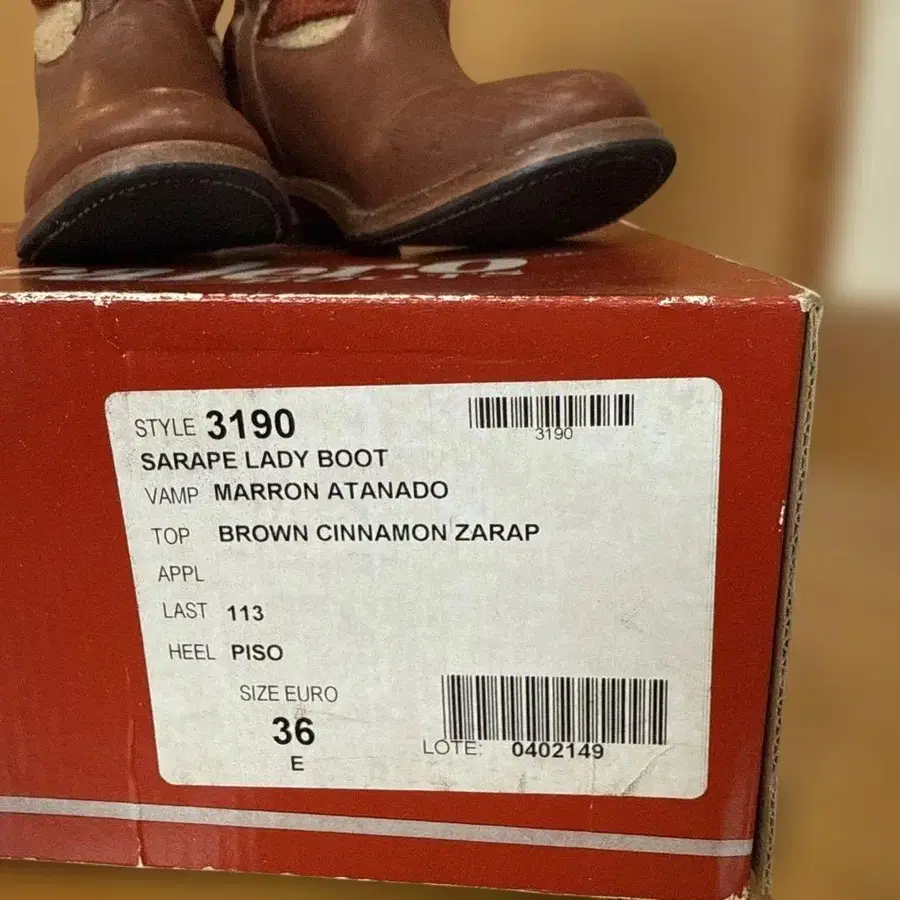 STYLE 3190
3190
SARAPE LADY BOOT
VAMP MARRON ATANADO
TOP BROWN CINNAMON ZARAP
APPL
LAST 113
HEEL PISO
SIZE EURO
36
E
LOTE: 0402149